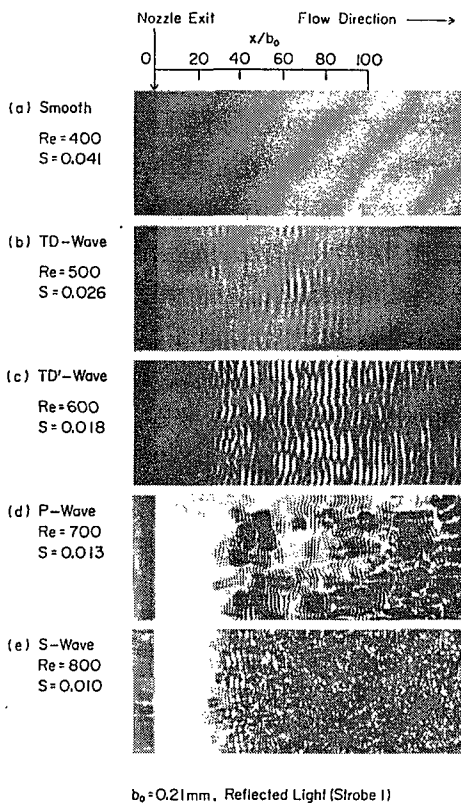 Nozzle Exit Flow Direction ⟶
x/b₀
0 20 40 60 80 100
(a) Smooth
Re=400
S=0.041
(b) TD-Wave
Re=500
S=0.026
(c) TD'-Wave
Re=600
S=0.018
(d) P-Wave
Re=700
S=0.013
(e) S-Wave
Re=800
S=0.010
b₀=0.21mm, Reflected Light (Strobe 1)